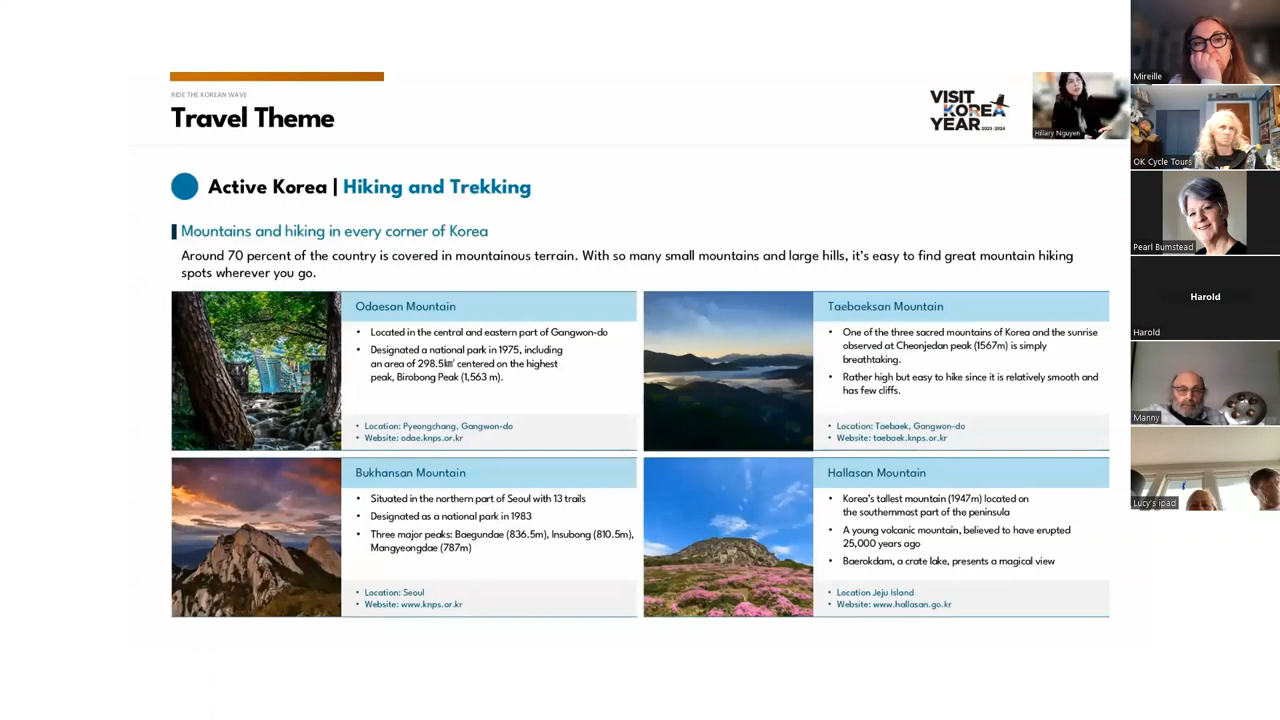 RIDE THE KOREAN WAVE
Travel Theme
VISIT
KOREA
YEAR 2023-2024
Hillary Nguyen
Active Korea | Hiking and Trekking
Mountains and hiking in every corner of Korea
Around 70 percent of the country is covered in mountainous terrain. With so many small mountains and large hills, it's easy to find great mountain hiking
spots wherever you go.
Odaesan Mountain
• Located in the central and eastern part of Gangwon-do
• Designated a national park in 1975, including
an area of 298.5㎢ centered on the highest
peak, Birobong Peak (1,563 m).
• Location: Pyeongchang, Gangwon-do
• Website: odae.knps.or.kr
Taebaeksan Mountain
• One of the three sacred mountains of Korea and the sunrise
observed at Cheonjedan peak (1567m) is simply
breathtaking.
• Rather high but easy to hike since it is relatively smooth and
has few cliffs.
• Location: Taebaek, Gangwon-do
• Website: taebaek.knps.or.kr
Bukhansan Mountain
• Situated in the northern part of Seoul with 13 trails
• Designated as a national park in 1983
• Three major peaks: Baegundae (836.5m), Insubong (810.5m),
Mangyeongdae (787m)
• Location: Seoul
• Website: www.knps.or.kr
Hallasan Mountain
• Korea's tallest mountain (1947m) located on
the southernmost part of the peninsula
• A young volcanic mountain, believed to have erupted
25,000 years ago
• Baerokdam, a crate lake, presents a magical view
• Location Jeju Island
• Website: www.hallasan.go.kr
Mireille
OK Cycle Tours
Pearl Bumstead
Harold
Harold
Manny
Lucy's ipad